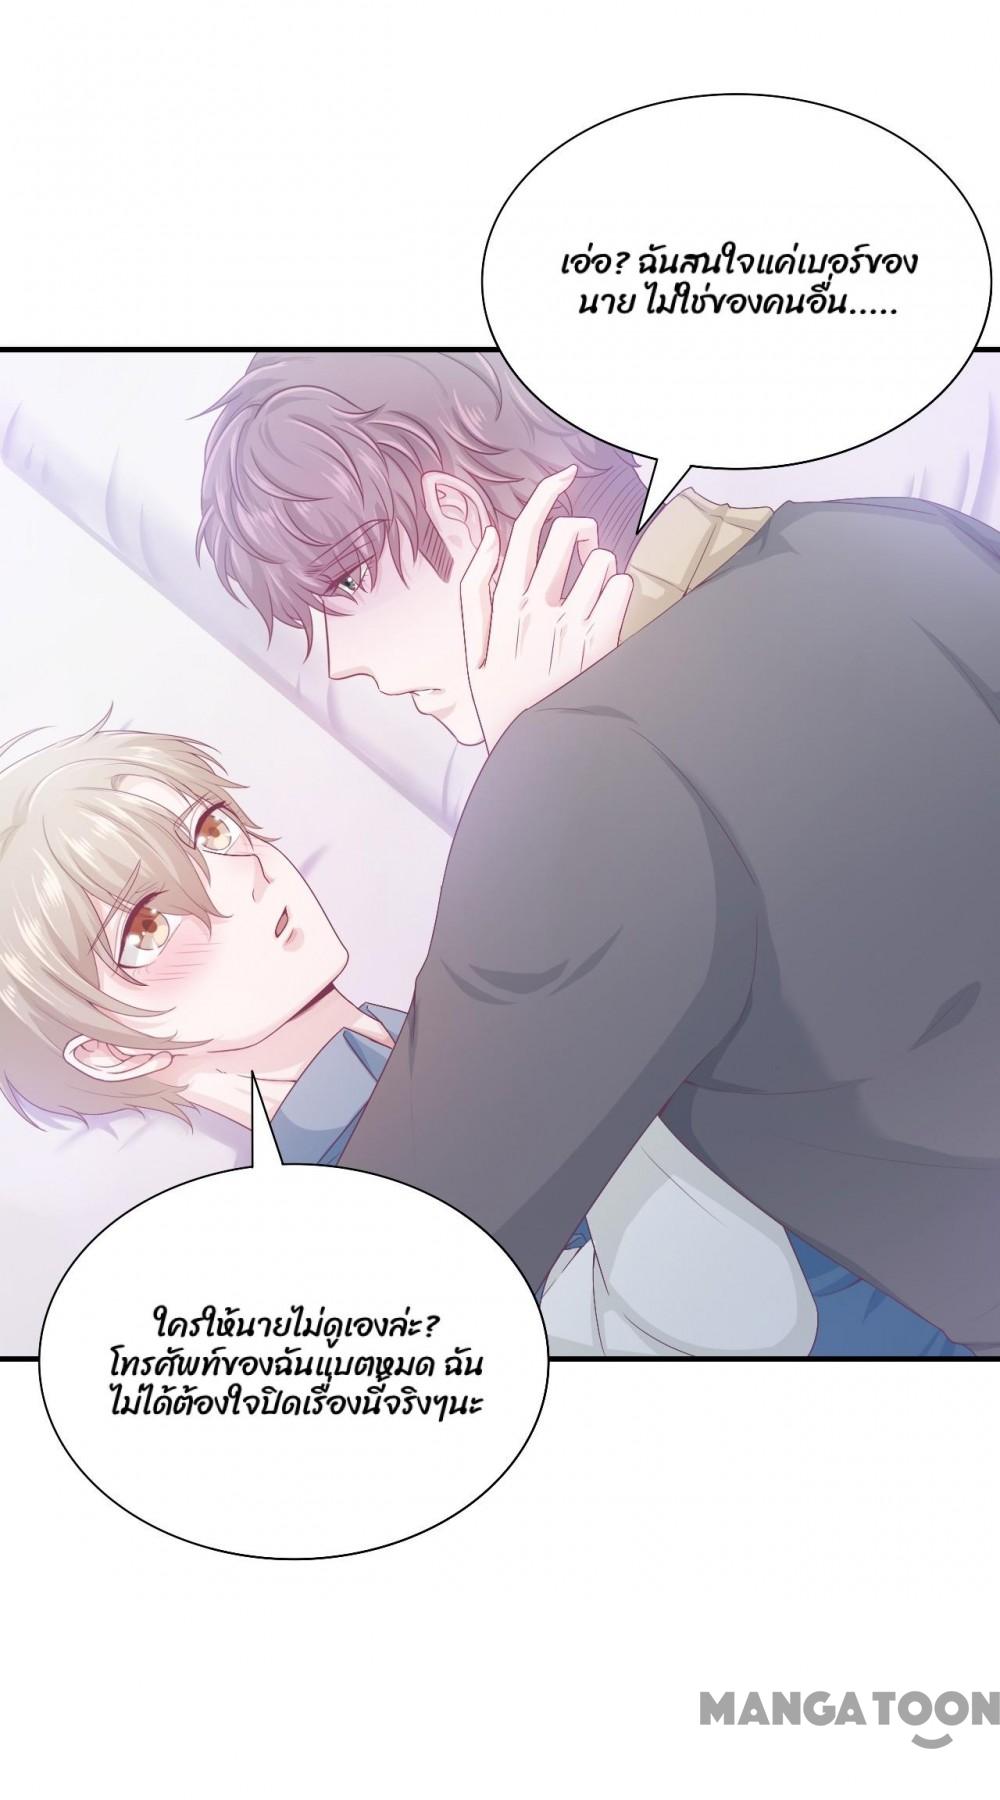 เอ่อ? ฉันสนใจแค่เบอร์ของ
นาย ไม่ใช่ของคนอื่น.....
ใครให้นายไม่ดูเองล่ะ?
โทรศัพท์ของฉันแบตหมด ฉัน
ไม่ได้ต้องใจปิดเรื่องนี้จริงๆนะ
MANGATOON